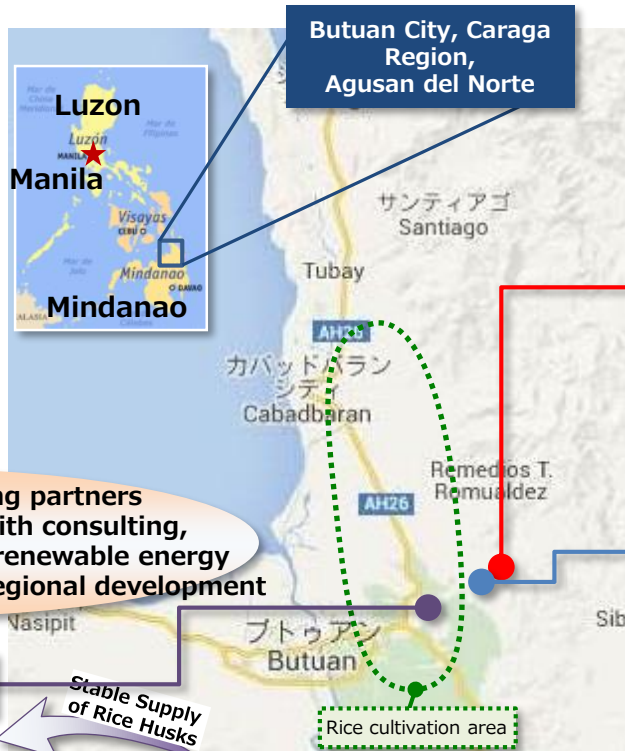 Butuan City, Caraga
Region,
Agusan del Norte
Luzon
Luzón
MANILA
Manila
Visayas
CEBU
Mindanao
DAVAO
Mindanao
ALASIA
サンティアゴ
Santiago
Tubay
AH26
カバッドバラン
シティ
Cabadbaran
Remedios T.
Romualdez
AH26
ng partners
ith consulting,
renewable energy
egional development
Nasipit
ブトゥアン
Butuan
Sib
Stable Supply
of Rice Husks
Rice cultivation area